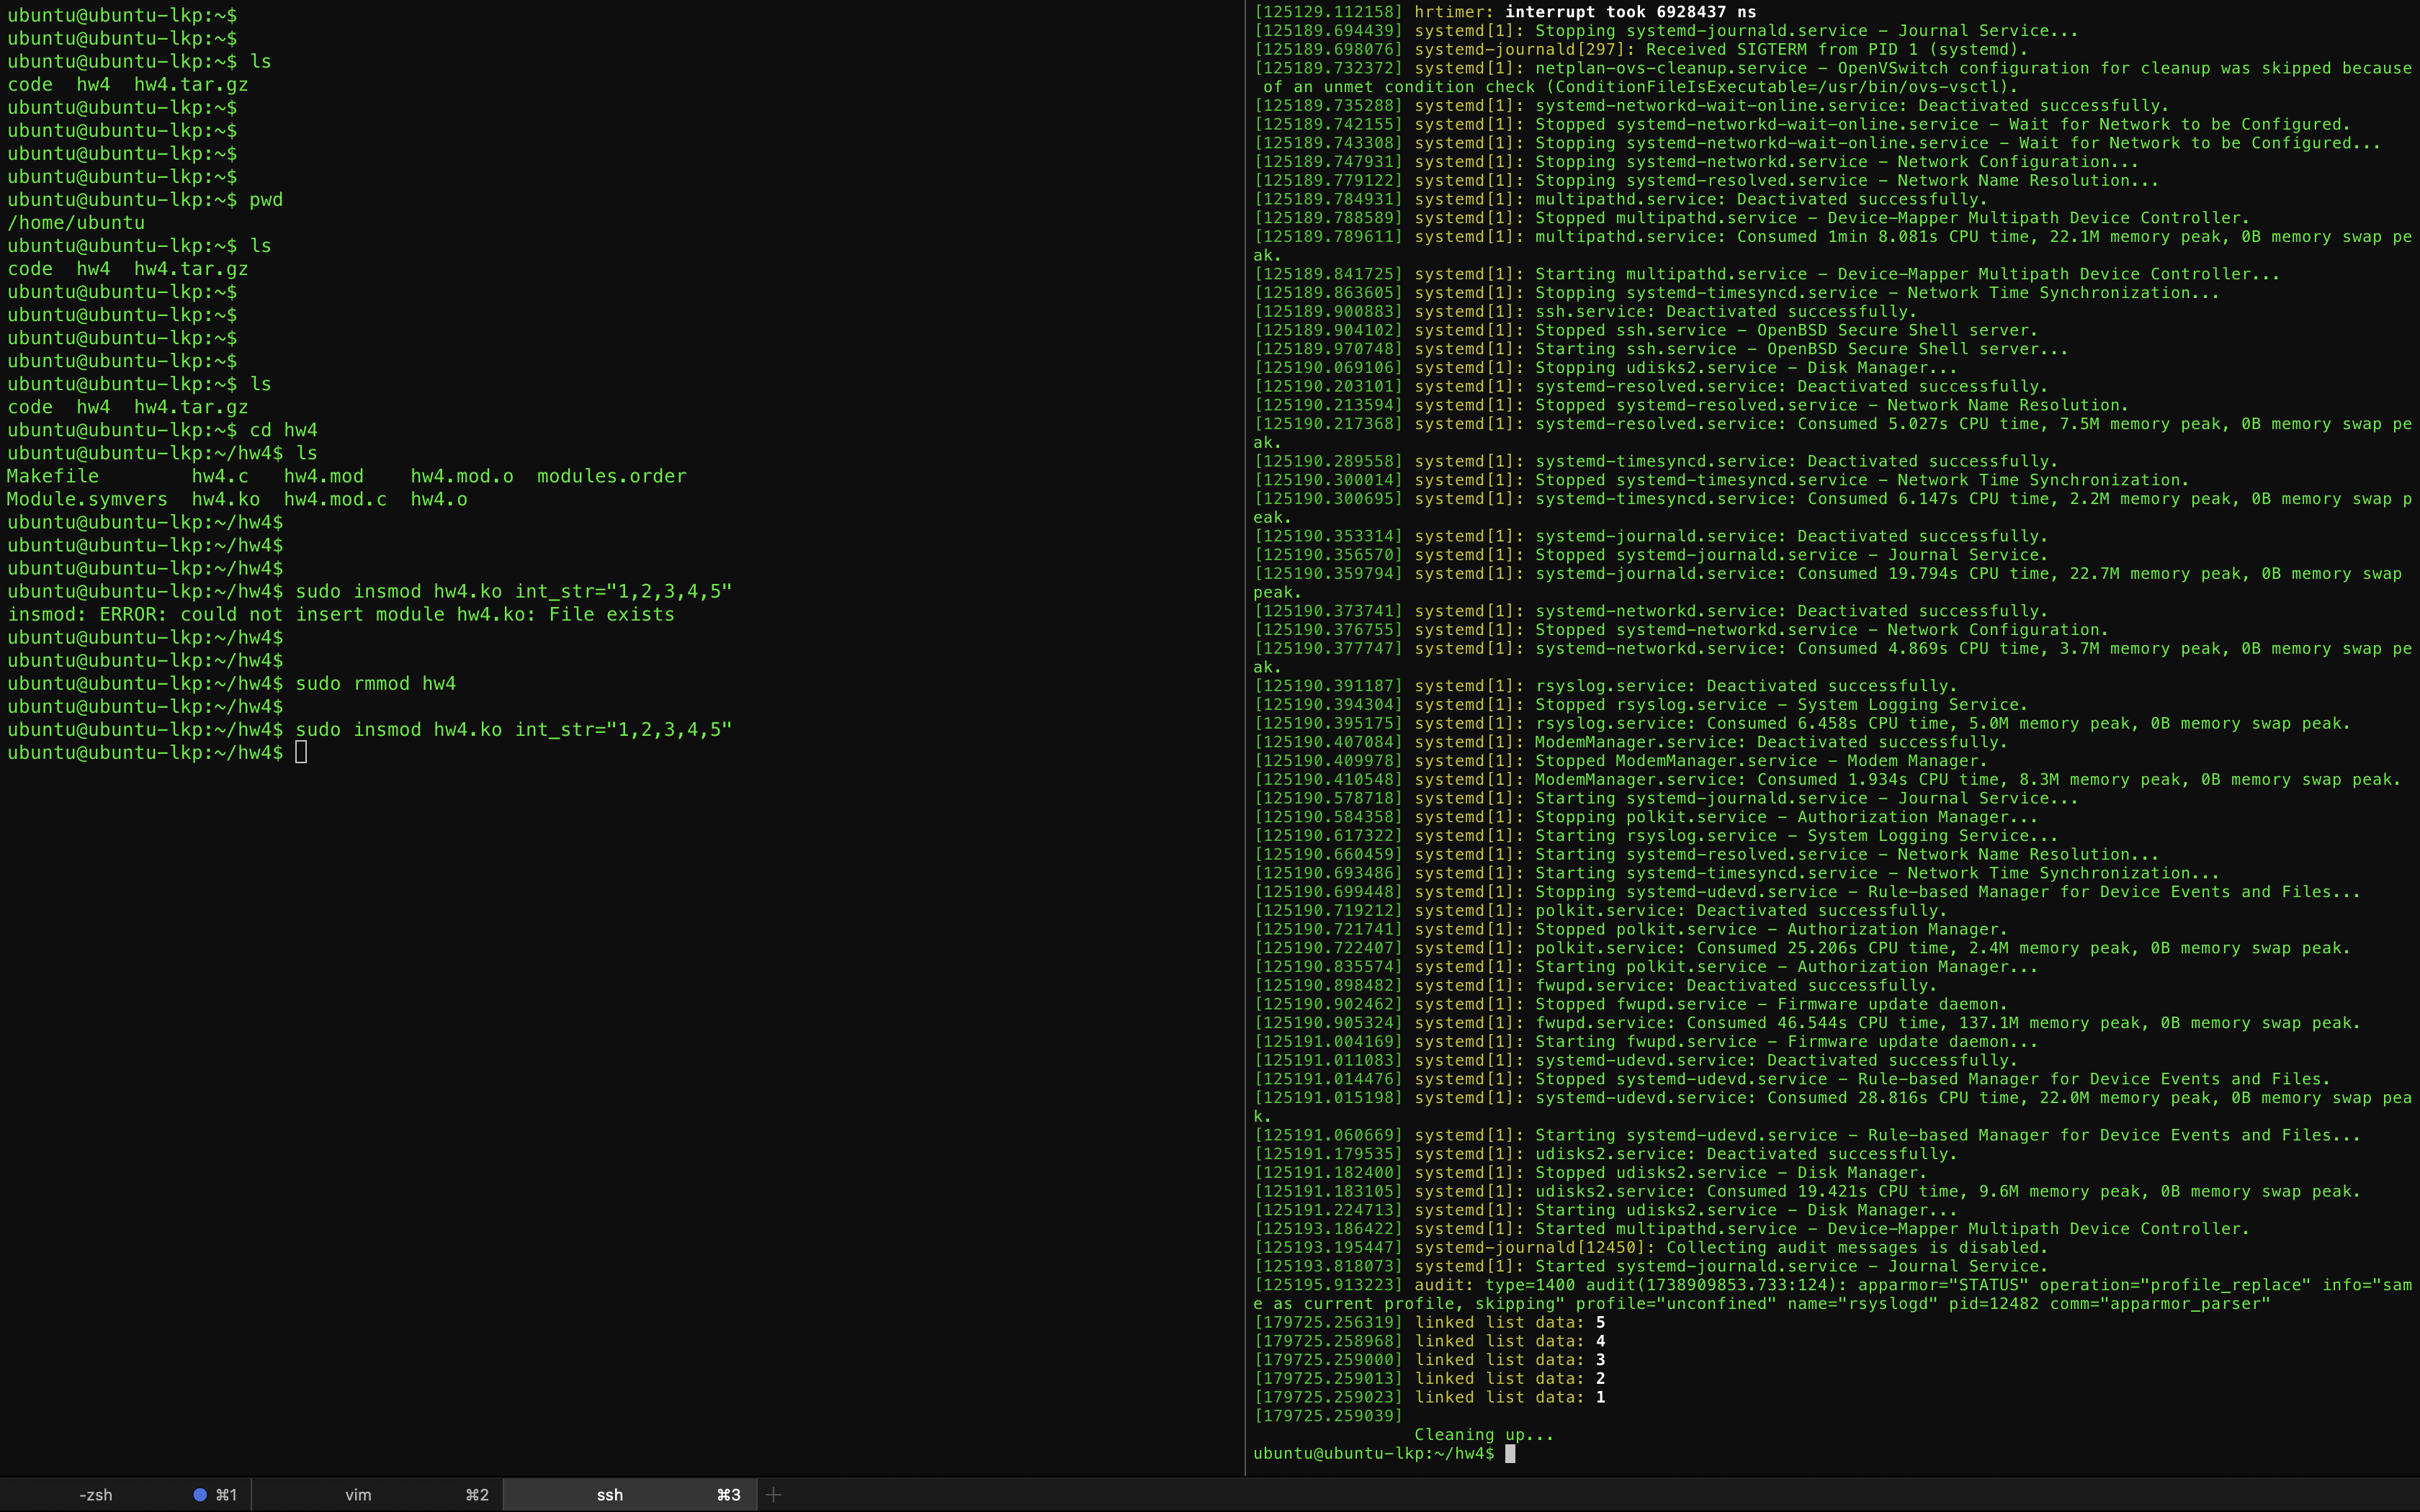 ubuntu@ubuntu-lkp:~$
ubuntu@ubuntu-lkp:~$
ubuntu@ubuntu-lkp:~$ ls
code  hw4  hw4.tar.gz
ubuntu@ubuntu-lkp:~$
ubuntu@ubuntu-lkp:~$
ubuntu@ubuntu-lkp:~$
ubuntu@ubuntu-lkp:~$
ubuntu@ubuntu-lkp:~$ pwd
/home/ubuntu
ubuntu@ubuntu-lkp:~$ ls
code  hw4  hw4.tar.gz
ubuntu@ubuntu-lkp:~$
ubuntu@ubuntu-lkp:~$
ubuntu@ubuntu-lkp:~$
ubuntu@ubuntu-lkp:~$
ubuntu@ubuntu-lkp:~$ ls
code  hw4  hw4.tar.gz
ubuntu@ubuntu-lkp:~$ cd hw4
ubuntu@ubuntu-lkp:~/hw4$ ls
Makefile        hw4.c   hw4.mod    hw4.mod.o  modules.order
Module.symvers  hw4.ko  hw4.mod.c  hw4.o
ubuntu@ubuntu-lkp:~/hw4$
ubuntu@ubuntu-lkp:~/hw4$
ubuntu@ubuntu-lkp:~/hw4$
ubuntu@ubuntu-lkp:~/hw4$ sudo insmod hw4.ko int_str="1,2,3,4,5"
insmod: ERROR: could not insert module hw4.ko: File exists
ubuntu@ubuntu-lkp:~/hw4$
ubuntu@ubuntu-lkp:~/hw4$
ubuntu@ubuntu-lkp:~/hw4$ sudo rmmod hw4
ubuntu@ubuntu-lkp:~/hw4$
ubuntu@ubuntu-lkp:~/hw4$ sudo insmod hw4.ko int_str="1,2,3,4,5"
ubuntu@ubuntu-lkp:~/hw4$
[125129.112158] hrtimer: interrupt took 6928437 ns
[125189.694439] systemd[1]: Stopping systemd-journald.service - Journal Service...
[125189.698076] systemd-journald[297]: Received SIGTERM from PID 1 (systemd).
[125189.732372] systemd[1]: netplan-ovs-cleanup.service - OpenVSwitch configuration for cleanup was skipped because
 of an unmet condition check (ConditionFileIsExecutable=/usr/bin/ovs-vsctl).
[125189.735288] systemd[1]: systemd-networkd-wait-online.service: Deactivated successfully.
[125189.742155] systemd[1]: Stopped systemd-networkd-wait-online.service - Wait for Network to be Configured.
[125189.743308] systemd[1]: Stopping systemd-networkd-wait-online.service - Wait for Network to be Configured...
[125189.747931] systemd[1]: Stopping systemd-networkd.service - Network Configuration...
[125189.779122] systemd[1]: Stopping systemd-resolved.service - Network Name Resolution...
[125189.784931] systemd[1]: multipathd.service: Deactivated successfully.
[125189.788589] systemd[1]: Stopped multipathd.service - Device-Mapper Multipath Device Controller.
[125189.789611] systemd[1]: multipathd.service: Consumed 1min 8.081s CPU time, 22.1M memory peak, 0B memory swap pe
ak.
[125189.841725] systemd[1]: Starting multipathd.service - Device-Mapper Multipath Device Controller...
[125189.863605] systemd[1]: Stopping systemd-timesyncd.service - Network Time Synchronization...
[125189.900883] systemd[1]: ssh.service: Deactivated successfully.
[125189.904102] systemd[1]: Stopped ssh.service - OpenBSD Secure Shell server.
[125189.970748] systemd[1]: Starting ssh.service - OpenBSD Secure Shell server...
[125190.069106] systemd[1]: Stopping udisks2.service - Disk Manager...
[125190.203101] systemd[1]: systemd-resolved.service: Deactivated successfully.
[125190.213594] systemd[1]: Stopped systemd-resolved.service - Network Name Resolution.
[125190.217368] systemd[1]: systemd-resolved.service: Consumed 5.027s CPU time, 7.5M memory peak, 0B memory swap pe
ak.
[125190.289558] systemd[1]: systemd-timesyncd.service: Deactivated successfully.
[125190.300014] systemd[1]: Stopped systemd-timesyncd.service - Network Time Synchronization.
[125190.300695] systemd[1]: systemd-timesyncd.service: Consumed 6.147s CPU time, 2.2M memory peak, 0B memory swap p
eak.
[125190.353314] systemd[1]: systemd-journald.service: Deactivated successfully.
[125190.356570] systemd[1]: Stopped systemd-journald.service - Journal Service.
[125190.359794] systemd[1]: systemd-journald.service: Consumed 19.794s CPU time, 22.7M memory peak, 0B memory swap
peak.
[125190.373741] systemd[1]: systemd-networkd.service: Deactivated successfully.
[125190.376755] systemd[1]: Stopped systemd-networkd.service - Network Configuration.
[125190.377747] systemd[1]: systemd-networkd.service: Consumed 4.869s CPU time, 3.7M memory peak, 0B memory swap pe
ak.
[125190.391187] systemd[1]: rsyslog.service: Deactivated successfully.
[125190.394304] systemd[1]: Stopped rsyslog.service - System Logging Service.
[125190.395175] systemd[1]: rsyslog.service: Consumed 6.458s CPU time, 5.0M memory peak, 0B memory swap peak.
[125190.407084] systemd[1]: ModemManager.service: Deactivated successfully.
[125190.409978] systemd[1]: Stopped ModemManager.service - Modem Manager.
[125190.410548] systemd[1]: ModemManager.service: Consumed 1.934s CPU time, 8.3M memory peak, 0B memory swap peak.
[125190.578718] systemd[1]: Starting systemd-journald.service - Journal Service...
[125190.584358] systemd[1]: Stopping polkit.service - Authorization Manager...
[125190.617322] systemd[1]: Starting rsyslog.service - System Logging Service...
[125190.660459] systemd[1]: Starting systemd-resolved.service - Network Name Resolution...
[125190.693486] systemd[1]: Starting systemd-timesyncd.service - Network Time Synchronization...
[125190.699448] systemd[1]: Stopping systemd-udevd.service - Rule-based Manager for Device Events and Files...
[125190.719212] systemd[1]: polkit.service: Deactivated successfully.
[125190.721741] systemd[1]: Stopped polkit.service - Authorization Manager.
[125190.722407] systemd[1]: polkit.service: Consumed 25.206s CPU time, 2.4M memory peak, 0B memory swap peak.
[125190.835574] systemd[1]: Starting polkit.service - Authorization Manager...
[125190.898482] systemd[1]: fwupd.service: Deactivated successfully.
[125190.902462] systemd[1]: Stopped fwupd.service - Firmware update daemon.
[125190.905324] systemd[1]: fwupd.service: Consumed 46.544s CPU time, 137.1M memory peak, 0B memory swap peak.
[125191.004169] systemd[1]: Starting fwupd.service - Firmware update daemon...
[125191.011083] systemd[1]: systemd-udevd.service: Deactivated successfully.
[125191.014476] systemd[1]: Stopped systemd-udevd.service - Rule-based Manager for Device Events and Files.
[125191.015198] systemd[1]: systemd-udevd.service: Consumed 28.816s CPU time, 22.0M memory peak, 0B memory swap pea
k.
[125191.060669] systemd[1]: Starting systemd-udevd.service - Rule-based Manager for Device Events and Files...
[125191.179535] systemd[1]: udisks2.service: Deactivated successfully.
[125191.182400] systemd[1]: Stopped udisks2.service - Disk Manager.
[125191.183105] systemd[1]: udisks2.service: Consumed 19.421s CPU time, 9.6M memory peak, 0B memory swap peak.
[125191.224713] systemd[1]: Starting udisks2.service - Disk Manager...
[125193.186422] systemd[1]: Started multipathd.service - Device-Mapper Multipath Device Controller.
[125193.195447] systemd-journald[12450]: Collecting audit messages is disabled.
[125193.818073] systemd[1]: Started systemd-journald.service - Journal Service.
[125195.913223] audit: type=1400 audit(1738909853.733:124): apparmor="STATUS" operation="profile_replace" info="sam
e as current profile, skipping" profile="unconfined" name="rsyslogd" pid=12482 comm="apparmor_parser"
[179725.256319] linked list data: 5
[179725.258968] linked list data: 4
[179725.259000] linked list data: 3
[179725.259013] linked list data: 2
[179725.259023] linked list data: 1
[179725.259039]
                Cleaning up...
ubuntu@ubuntu-lkp:~/hw4$
-zsh ⌘1 vim ⌘2 ssh ⌘3 +